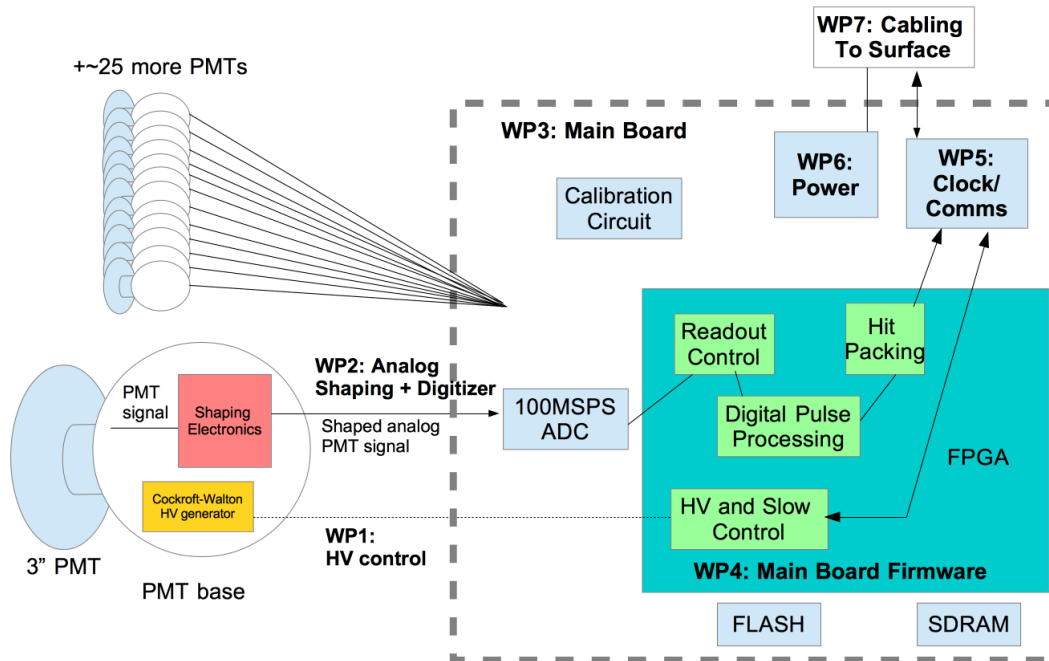 WP7: Cabling
To Surface
+~25 more PMTs
WP3: Main Board
WP6:
Power
WP5:
Clock/
Comms
Calibration
Circuit
Readout
Control
Hit
Packing
WP2: Analog
Shaping + Digitizer
PMT
signal
Shaping
Electronics
Shaped analog
PMT signal
100MSPS
ADC
Digital Pulse
Processing
FPGA
Cockroft-Walton
HV generator
HV and Slow
Control
WP1:
HV control
3” PMT
PMT base
WP4: Main Board Firmware
FLASH
SDRAM